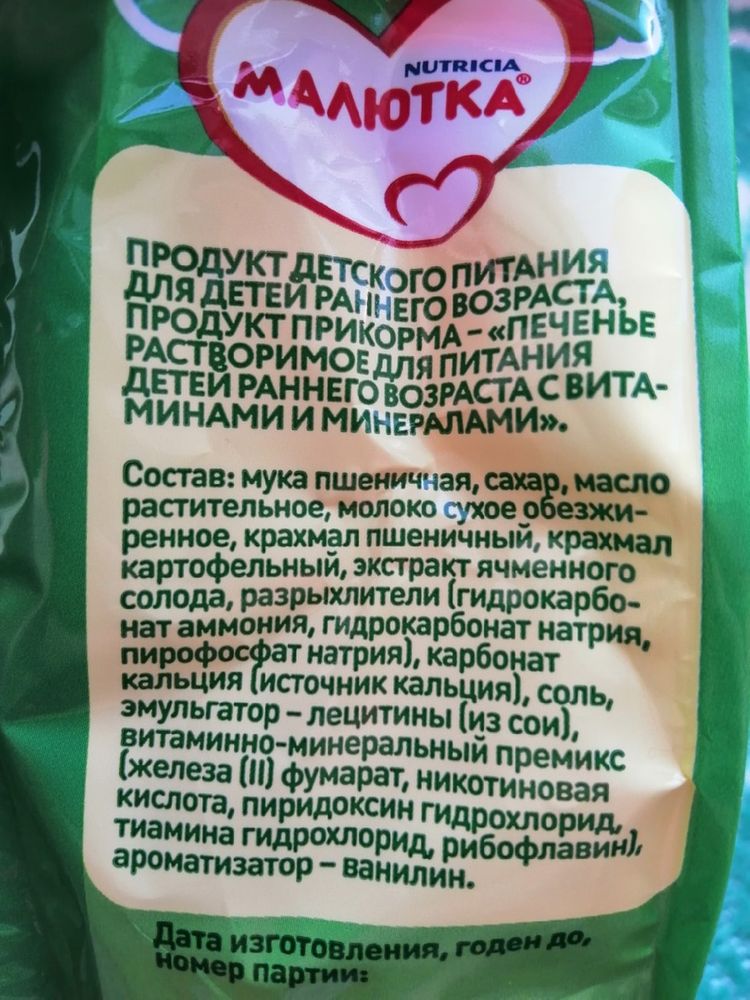 NUTRICIA
МАЛЮТКА®
ПРОДУКТ ДЕТСКОГО ПИТАНИЯ
ДЛЯ ДЕТЕЙ РАННЕГО ВОЗРАСТА,
ПРОДУКТ ПРИКОРМА – «ПЕЧЕНЬЕ
РАСТВОРИМОЕ ДЛЯ ПИТАНИЯ
ДЕТЕЙ РАННЕГО ВОЗРАСТА С ВИТА-
МИНАМИ И МИНЕРАЛАМИ».
Состав: мука пшеничная, сахар, масло
растительное, молоко сухое обезжи-
ренное, крахмал пшеничный, крахмал
картофельный, экстракт ячменного
солода, разрыхлители (гидрокарбо-
нат аммония, гидрокарбонат натрия,
пирофосфат натрия), карбонат
кальция (источник кальция), соль,
эмульгатор – лецитины (из сои),
витаминно-минеральный премикс
(железа (II) фумарат, никотиновая
кислота, пиридоксин гидрохлорид,
тиамина гидрохлорид, рибофлавин),
ароматизатор – ванилин.
Дата изготовления, годен до,
номер партии: